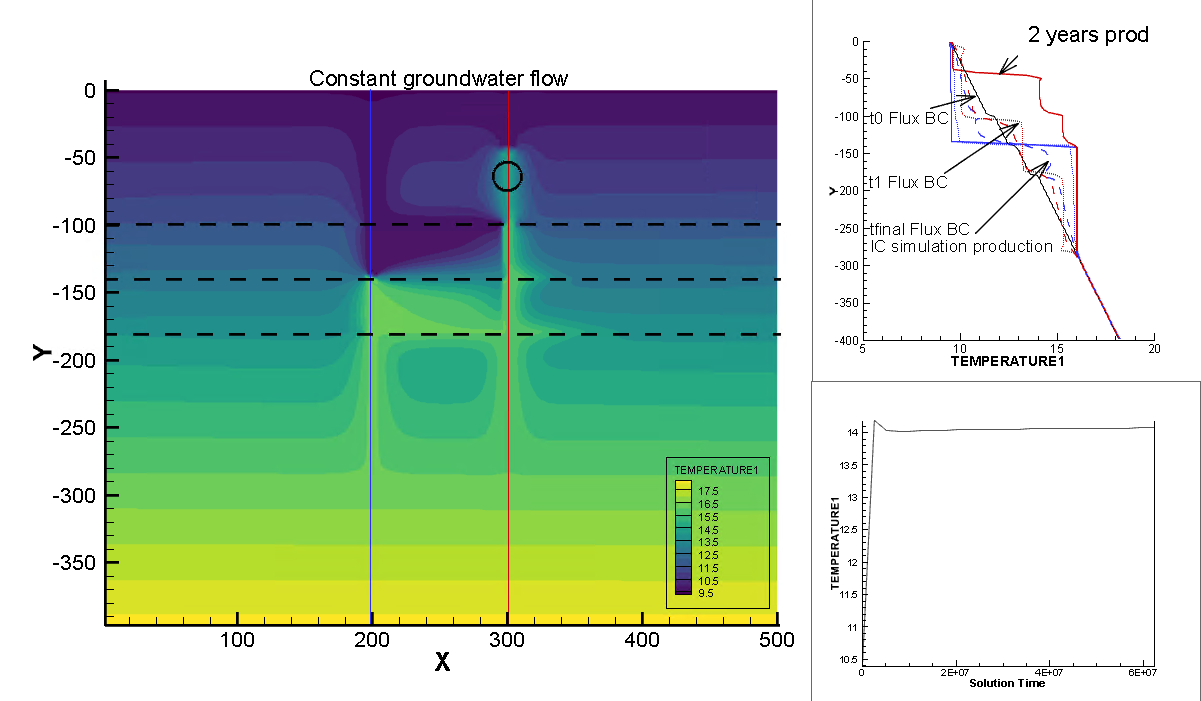 Constant groundwater flow
0
-50
-100
-150
-200
-250
-300
-350
Y
100
200
300
400
500
X
TEMPERATURE1
17.5
16.5
15.5
14.5
13.5
12.5
11.5
10.5
9.5
2 years prod
0
-50
-100
-150
-200
-250
-300
-350
-400
Y
t0 Flux BC
t1 Flux BC
tfinal Flux BC
IC simulation production
5
10
15
20
TEMPERATURE1
14
13.5
13
12.5
12
11.5
11
10.5
TEMPERATURE1
0
2E+07
4E+07
6E+07
Solution Time